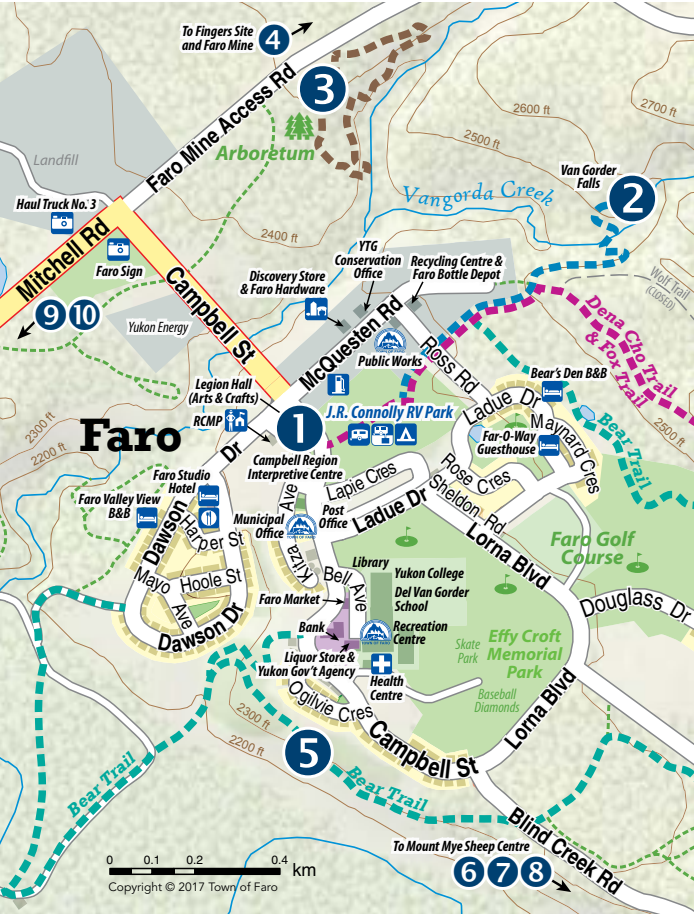 To Fingers Site
and Faro Mine
4
3
Faro Mine Access Rd
2600 ft
2700 ft
2500 ft
Landfill
Arboretum
Van Gorder
Falls
2
Vangorda Creek
Haul Truck No. 3
2400 ft
Mitchell Rd
Faro Sign
YTG
Conservation
Office
Recycling Centre &
Faro Bottle Depot
Wolf Trail
(CLOSED)
Discovery Store
& Faro Hardware
Campbell St
9 10
Yukon Energy
McQuesten Rd
Dena Cho Trail
& Fox Trail
Public Works
Ross Rd
Bear's Den B&B
Legion Hall
(Arts & Crafts)
J.R. Connolly RV Park
Ladue Dr
2500 ft
RCMP
1
Faro
Dr
Maynard Cres
Bear Trail
Far-O-Way
Guesthouse
2300 ft
2200 ft
Campbell Region
Interpretive Centre
Lapie Cres
Rose Cres
Faro Studio
Hotel
Faro Valley View
B&B
Ave
Post
Office
Ladue Dr
Sheldon Rd
Municipal
Office
TOWN OF FARO
Dawson
Harper St
Kitza
Lorna Blvd
Faro Golf
Course
Library
Yukon College
Hoole St
Mayo
Ave
Bell Ave
Del Van Gorder
School
Faro Market
Douglass Dr
Dawson Dr
Bank
Recreation
Centre
TOWN OF FARO
Effy Croft
Memorial
Park
Skate
Park
Liquor Store &
Yukon Gov't Agency
Health
Centre
Ogilvie Cres
Baseball
Diamonds
2300 ft
2200 ft
Lorna Blvd
5
Campbell St
Bear Trail
Bear Trail
Blind Creek Rd
To Mount Mye Sheep Centre
6 7 8
0 0.1 0.2 0.4 km
Copyright © 2017 Town of Faro